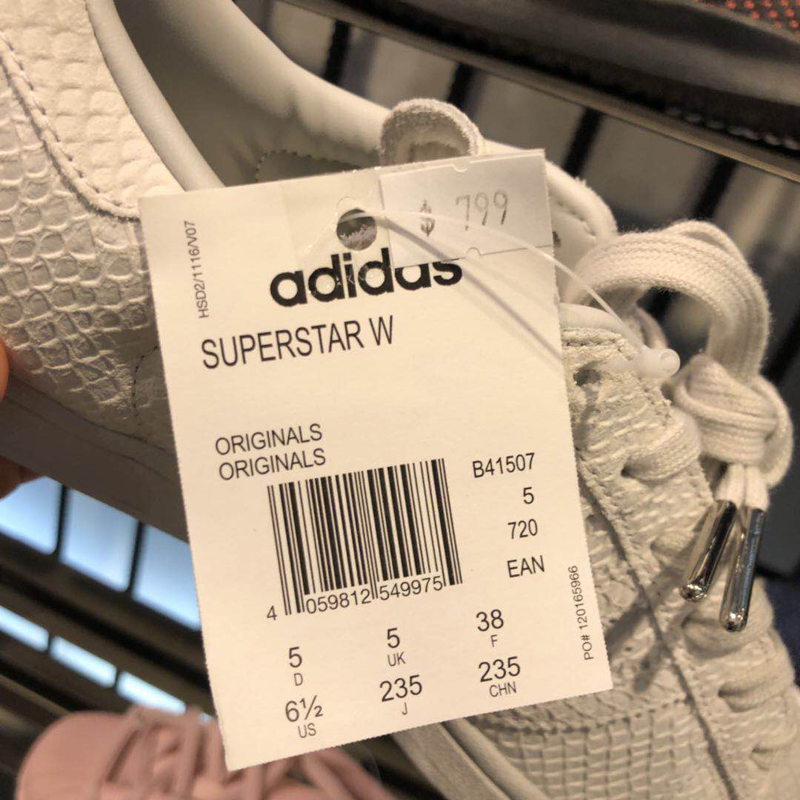 $ 799
HSD2/1116/V07
adidas
SUPERSTAR W
ORIGINALS
ORIGINALS
B41507
5
720
EAN
4 059812 549975
PO# 120165966
5 5 38
D UK F
6½ 235 235
US J CHN